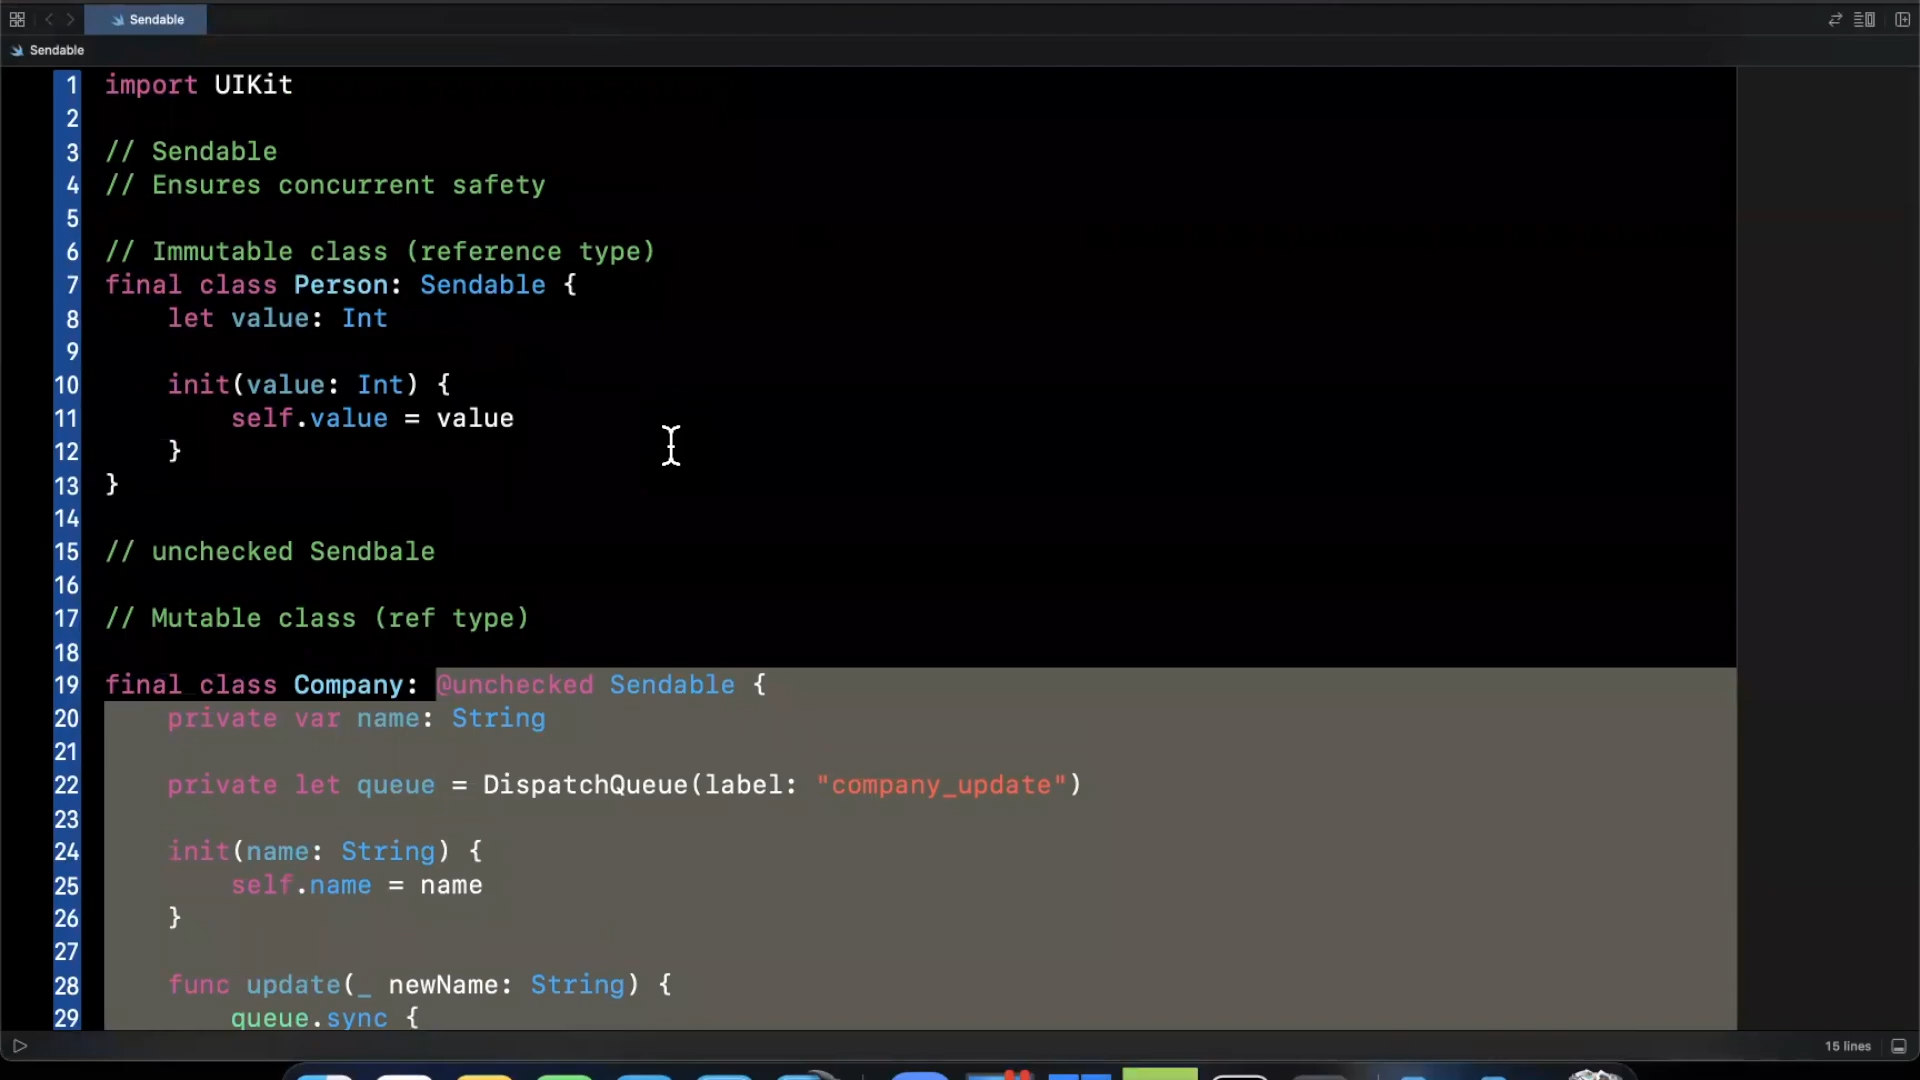 Sendable
Sendable
1 import UIKit
2
3 // Sendable
4 // Ensures concurrent safety
5
6 // Immutable class (reference type)
7 final class Person: Sendable {
8 let value: Int
9
10 init(value: Int) {
11 self.value = value
12 }
13 }
14
15 // unchecked Sendbale
16
17 // Mutable class (ref type)
18
19 final class Company: @unchecked Sendable {
20 private var name: String
21
22 private let queue = DispatchQueue(label: "company_update")
23
24 init(name: String) {
25 self.name = name
26 }
27
28 func update(_ newName: String) {
29 queue.sync {
15 lines